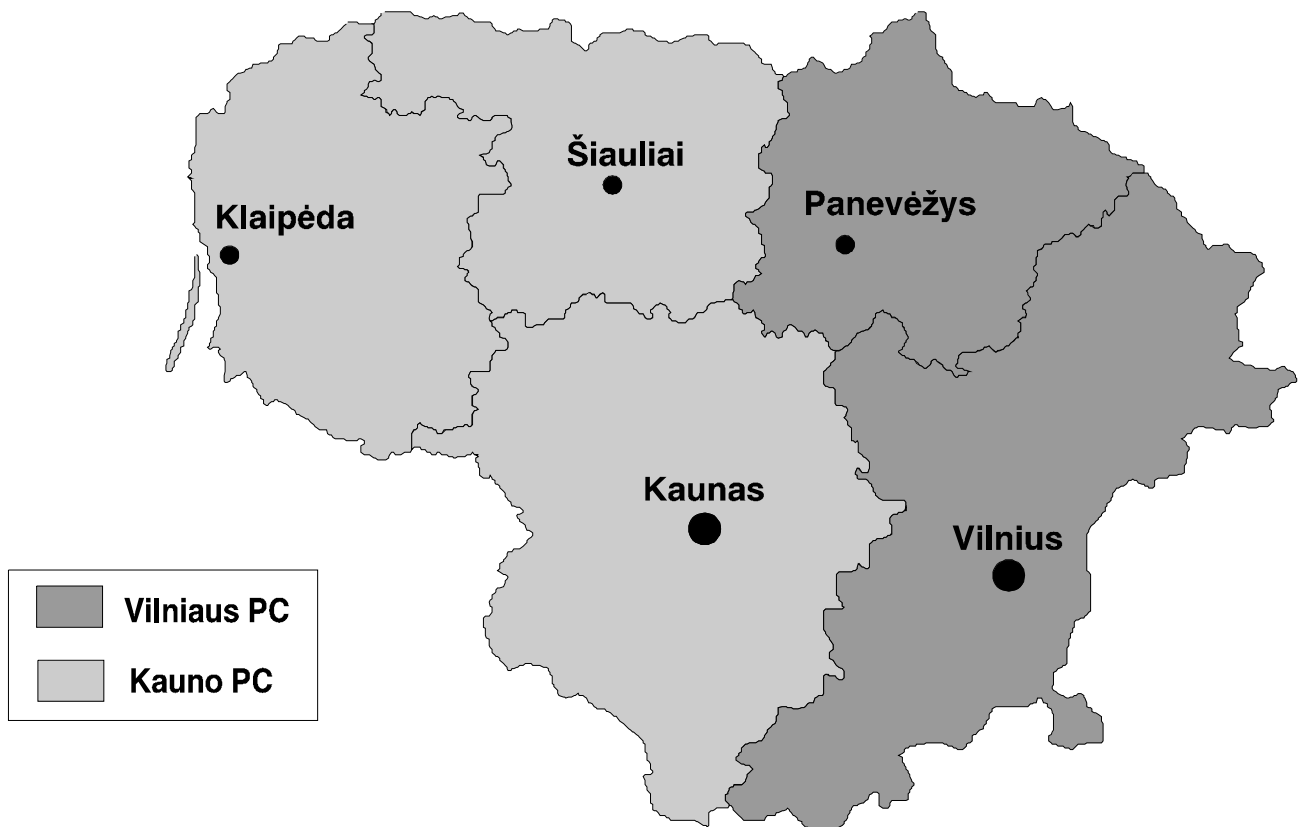 Šiauliai
Klaipėda
Panevėžys
Kaunas
Vilnius
Vilniaus PC
Kauno PC